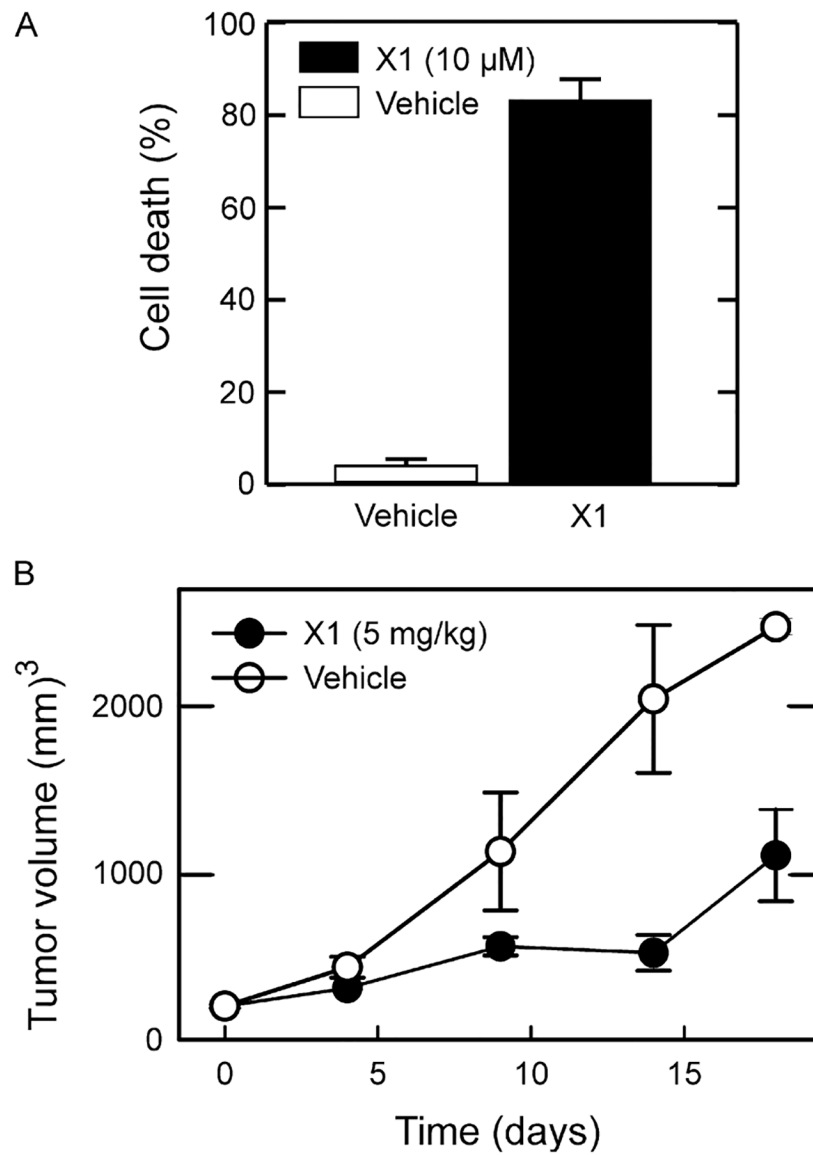 A
Cell death (%)
100
80
60
40
20
0
X1 (10 μM)
Vehicle
Vehicle X1
B
Tumor volume (mm)³
2000
1000
0
X1 (5 mg/kg)
Vehicle
0 5 10 15
Time (days)